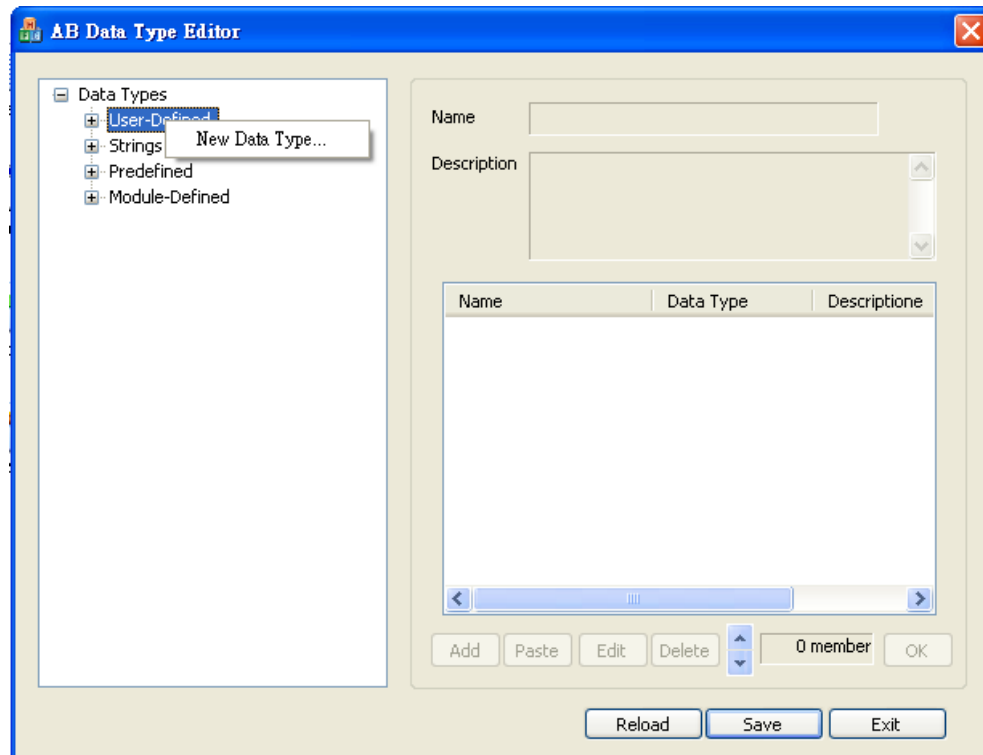 AB Data Type Editor
Data Types
User-Defined
New Data Type...
Strings
Predefined
Module-Defined
Name
Description
Name Data Type Descriptione
Add Paste Edit Delete 0 member OK
Reload Save Exit